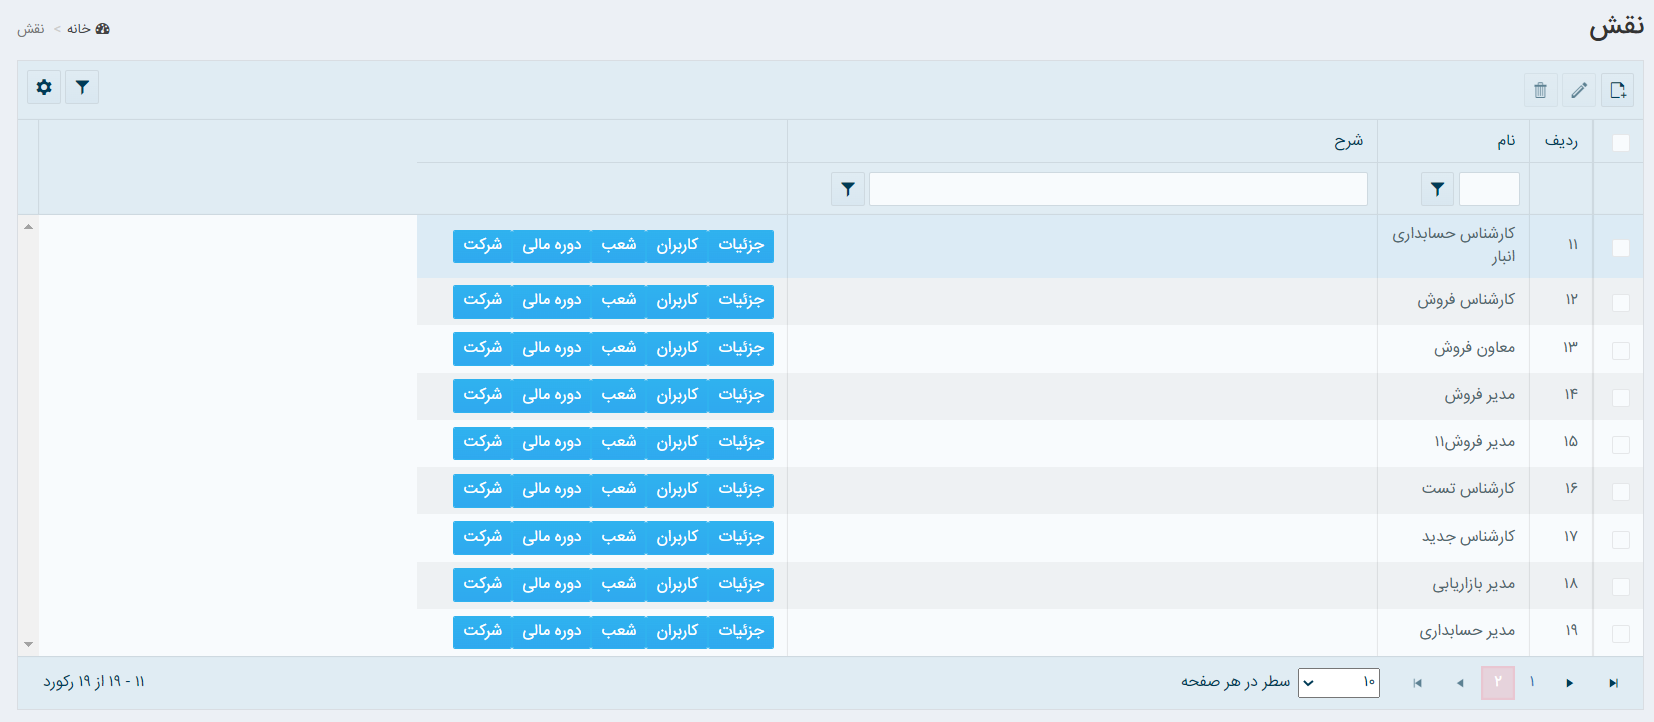 نقش
خانه > نقش
ردیف نام شرح
۱۱ کارشناس حسابداری انبار جزئیات کاربران شعب دوره مالی شرکت
۱۲ کارشناس فروش جزئیات کاربران شعب دوره مالی شرکت
۱۳ معاون فروش جزئیات کاربران شعب دوره مالی شرکت
۱۴ مدیر فروش جزئیات کاربران شعب دوره مالی شرکت
۱۵ مدیر فروش۱۱ جزئیات کاربران شعب دوره مالی شرکت
۱۶ کارشناس تست جزئیات کاربران شعب دوره مالی شرکت
۱۷ کارشناس جدید جزئیات کاربران شعب دوره مالی شرکت
۱۸ مدیر بازاریابی جزئیات کاربران شعب دوره مالی شرکت
۱۹ مدیر حسابداری جزئیات کاربران شعب دوره مالی شرکت
۱ ۲ ۱۰ سطر در هر صفحه ۱۱ - ۱۹ از ۱۹ رکورد